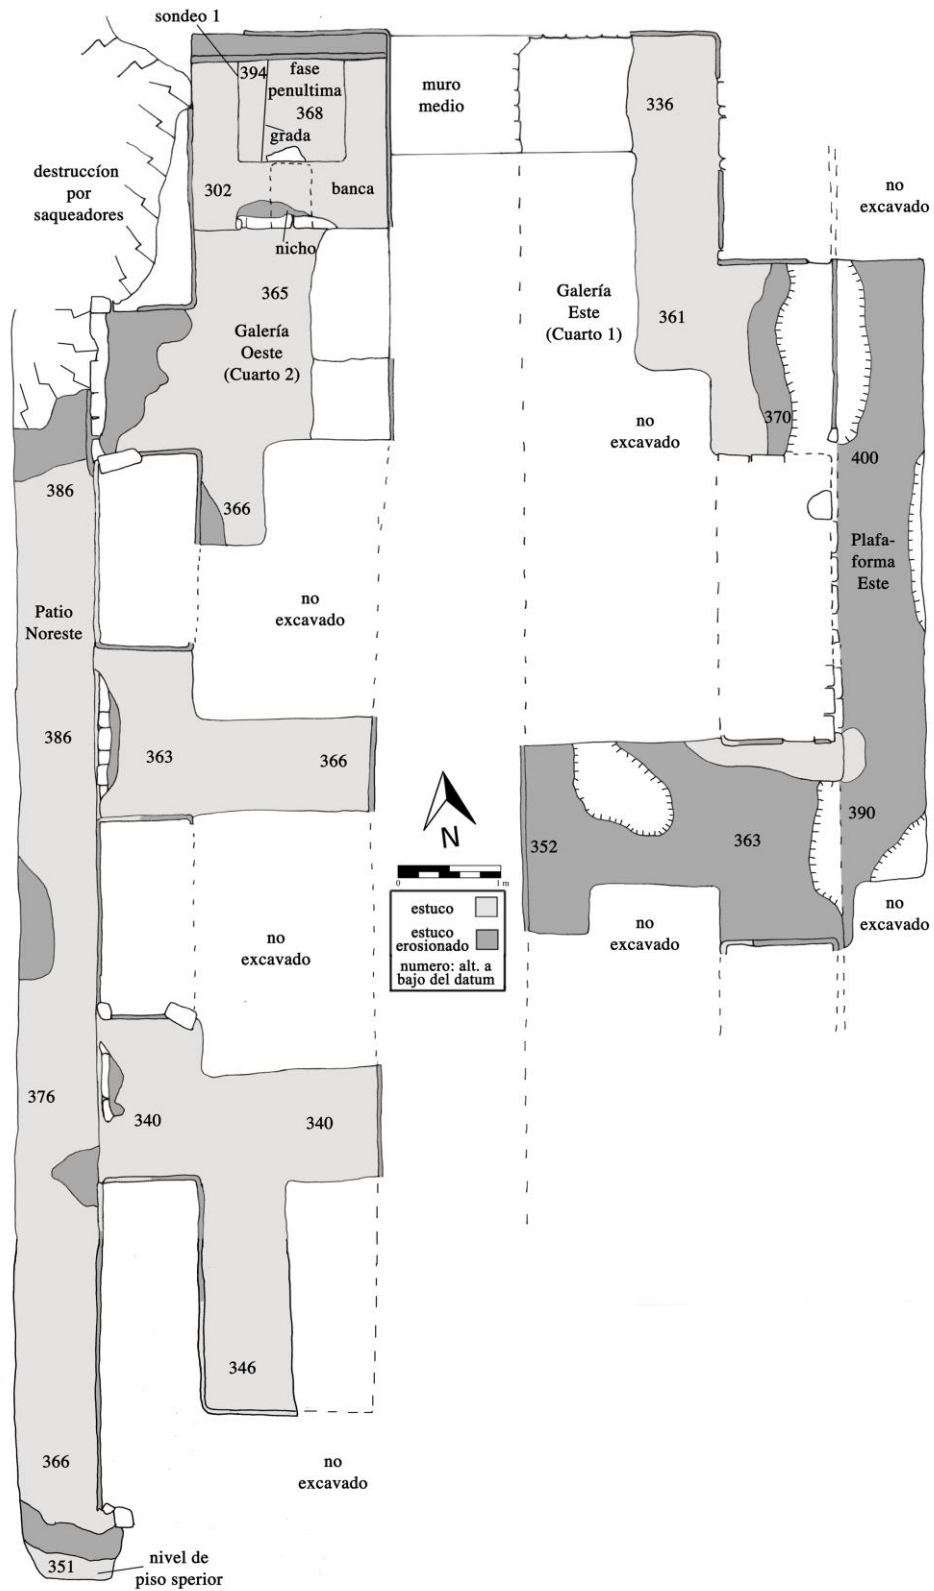 sondeo 1
394
fase
penultima
368
grada
muro
medio
336
destruccíon
por
saqueadores
302
banca
no
excavado
nicho
365
Galería
Oeste
(Cuarto 2)
Galería
Este
(Cuarto 1)
361
370
no
excavado
400
386
366
Plafa-
forma
Este
Patio
Noreste
no
excavado
386
363
366
N
0 1 m
352
363
390
estuco
estuco
erosionado
numero: alt. a
bajo del datum
no
excavado
no
excavado
no
excavado
376
340
340
346
366
no
excavado
351
nivel de
piso sperior